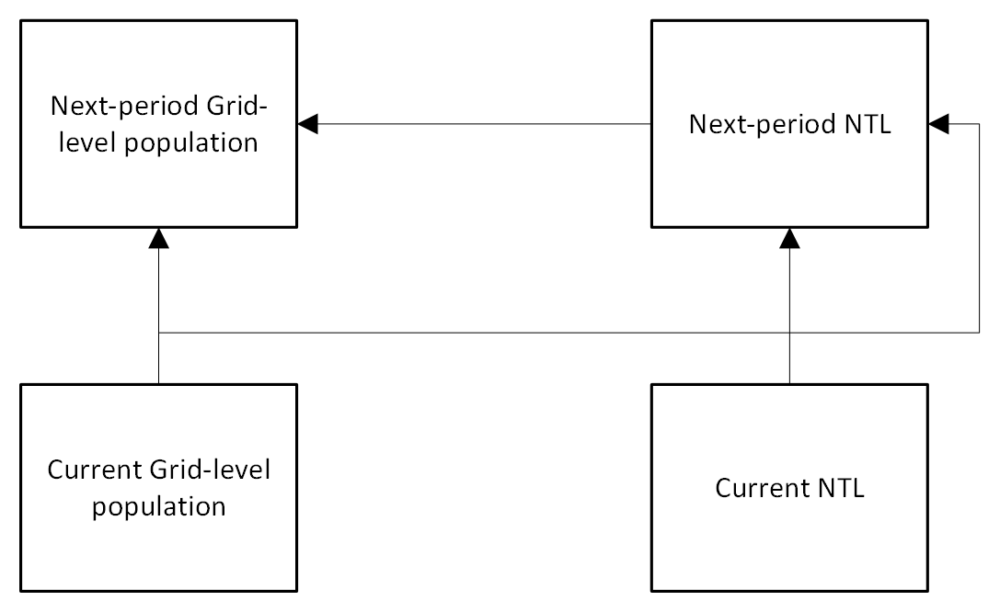 Next-period Grid-
level population
Next-period NTL
Current Grid-level
population
Current NTL